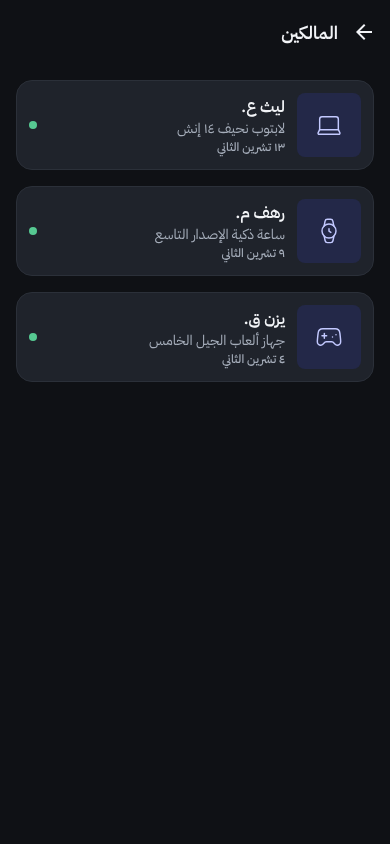 المالكين
ليث ع.
لابتوب نحيف ١٤ إنش
١٣ تشرين الثاني
رهف م.
ساعة ذكية الإصدار التاسع
٩ تشرين الثاني
يزن ق.
جهاز ألعاب الجيل الخامس
٤ تشرين الثاني